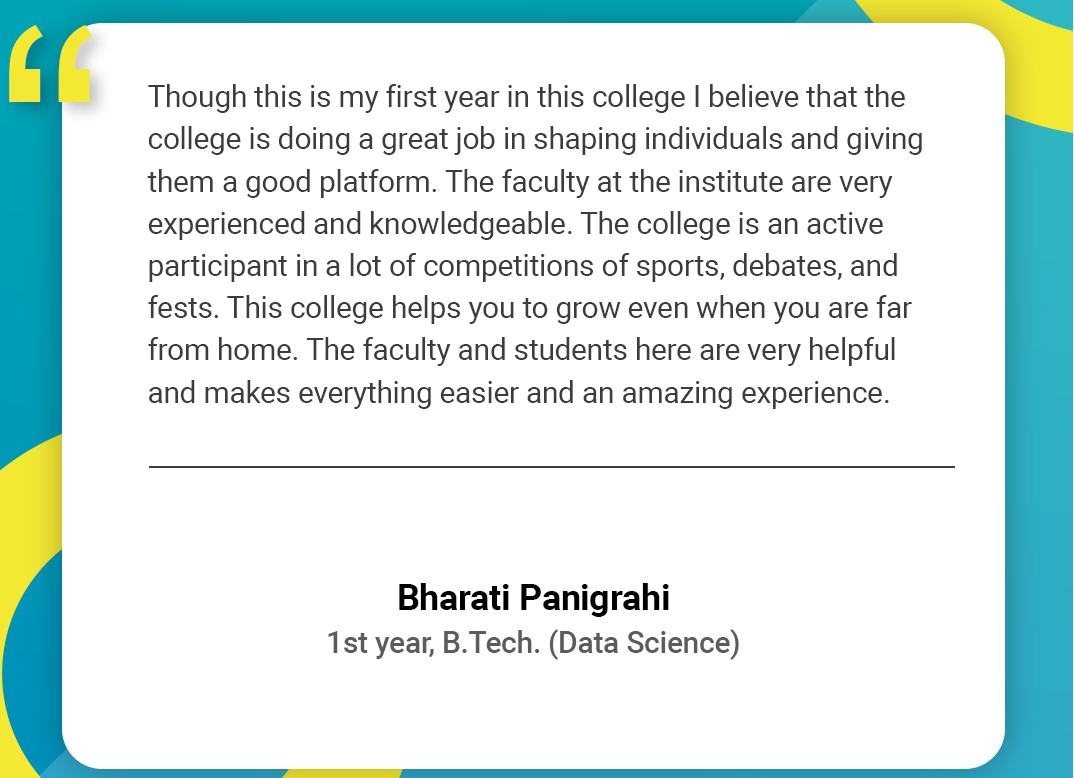 Though this is my first year in this college I believe that the
college is doing a great job in shaping individuals and giving
them a good platform. The faculty at the institute are very
experienced and knowledgeable. The college is an active
participant in a lot of competitions of sports, debates, and
fests. This college helps you to grow even when you are far
from home. The faculty and students here are very helpful
and makes everything easier and an amazing experience.
Bharati Panigrahi
1st year, B.Tech. (Data Science)